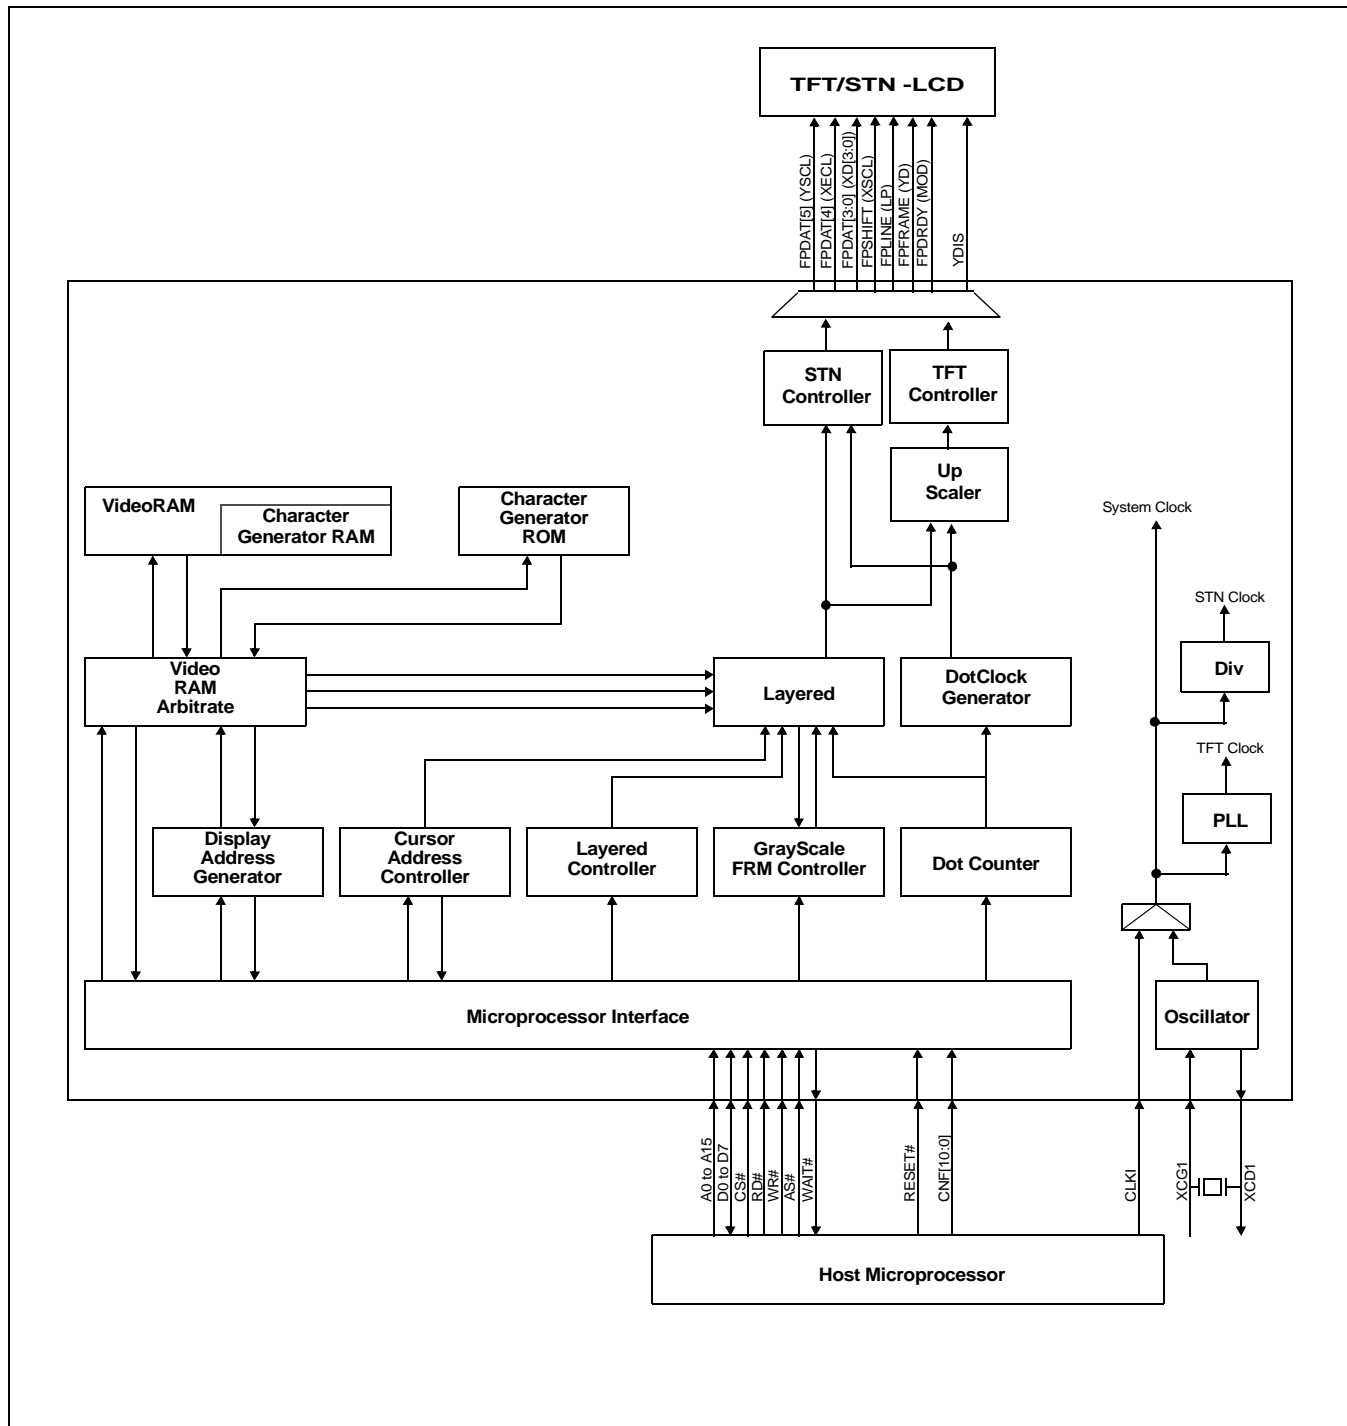 TFT/STN -LCD
FPDAT[5] (YSCL)
FPDAT[4] (XECL)
FPDAT[3:0] (XD[3:0])
FPSHIFT (XSCL)
FPLINE (LP)
FPFRAME (YD)
FPDRDY (MOD)
YDIS
STN
Controller
TFT
Controller
Up
Scaler
VideoRAM
Character
Generator RAM
Character
Generator
ROM
System Clock
STN Clock
Div
Video
RAM
Arbitrate
Layered
DotClock
Generator
TFT Clock
PLL
Display
Address
Generator
Cursor
Address
Controller
Layered
Controller
GrayScale
FRM Controller
Dot Counter
Microprocessor Interface
Oscillator
A0 to A15
D0 to D7
CS#
RD#
WR#
AS#
WAIT#
RESET#
CNF[10:0]
CLKI
XCG1
XCD1
Host Microprocessor